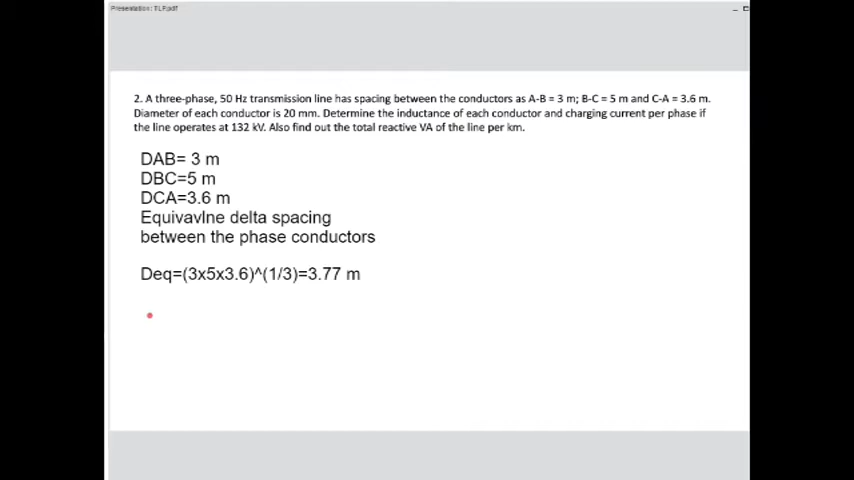 Presentation: TLP.pdf
2. A three-phase, 50 Hz transmission line has spacing between the conductors as A-B = 3 m; B-C = 5 m and C-A = 3.6 m.
Diameter of each conductor is 20 mm. Determine the inductance of each conductor and charging current per phase if
the line operates at 132 kV. Also find out the total reactive VA of the line per km.
DAB= 3 m
DBC=5 m
DCA=3.6 m
Equivavlne delta spacing
between the phase conductors
Deq=(3x5x3.6)^(1/3)=3.77 m